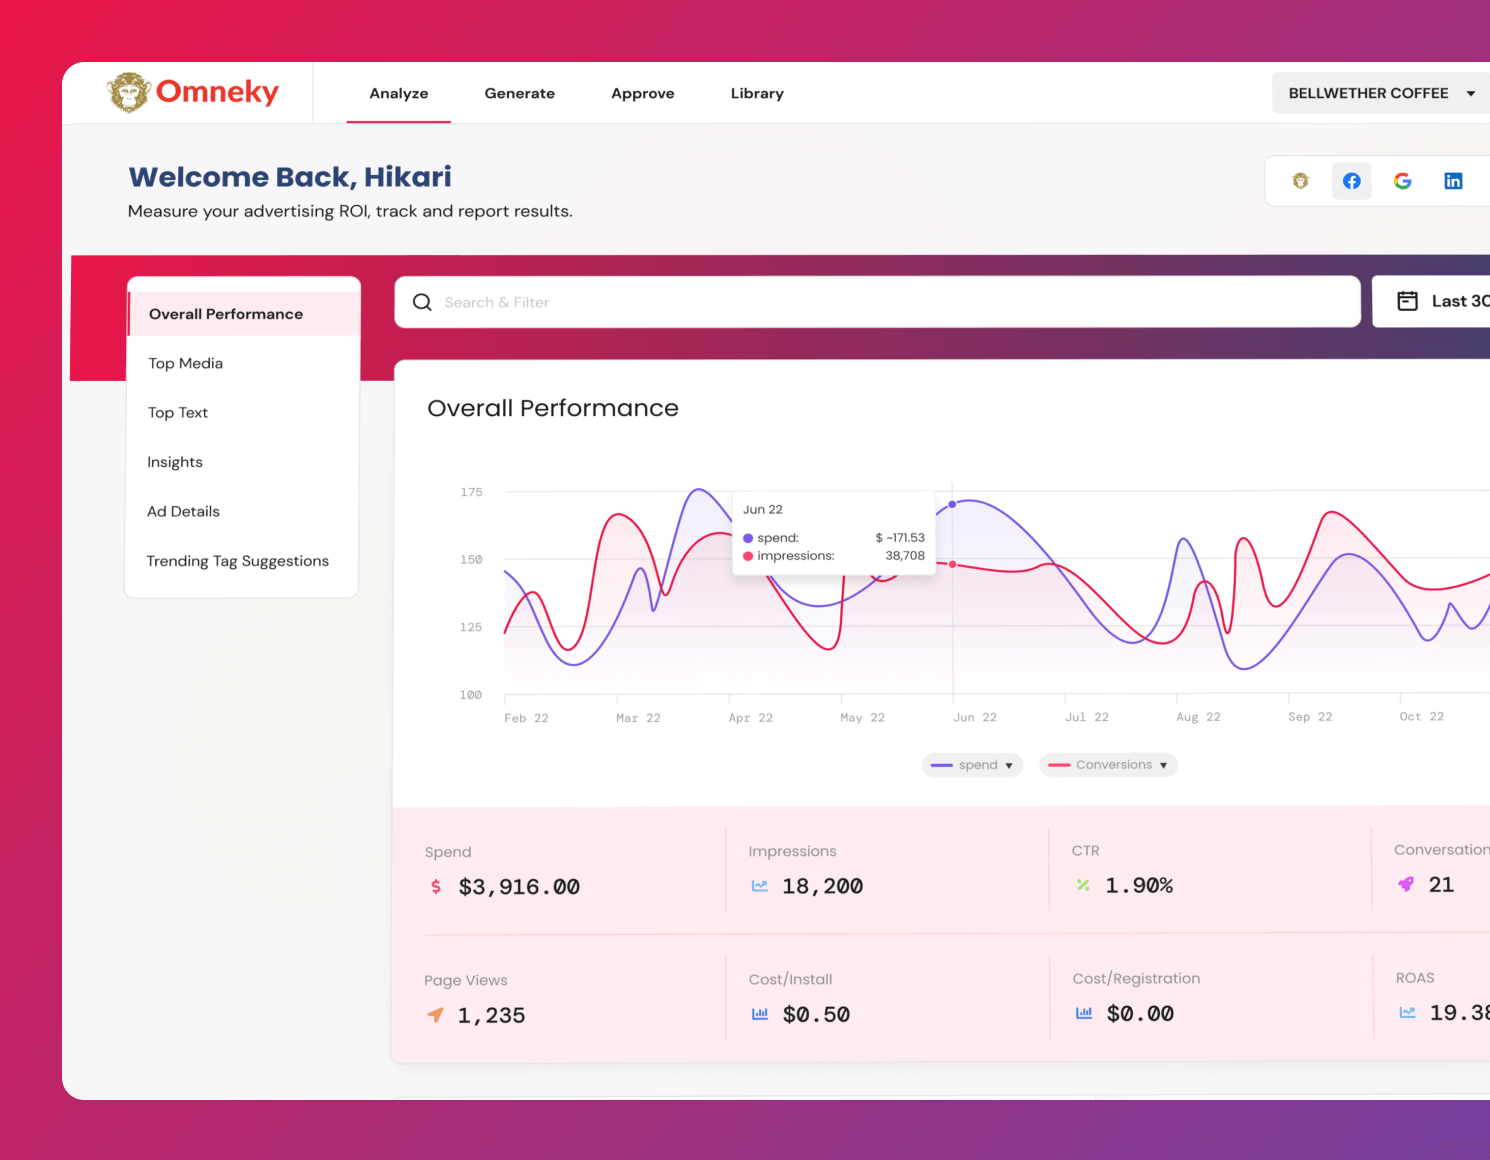 Omneky
Analyze
Generate
Approve
Library
BELLWETHER COFFEE
Welcome Back, Hikari
Measure your advertising ROI, track and report results.
Overall Performance
Top Media
Top Text
Insights
Ad Details
Trending Tag Suggestions
Search & Filter
Last 30
Overall Performance
175
150
125
100
Jun 22
spend: $ ~171.53
impressions: 38,708
Feb 22
Mar 22
Apr 22
May 22
Jun 22
Jul 22
Aug 22
Sep 22
Oct 22
spend
Conversions
Spend
$3,916.00
Impressions
18,200
CTR
1.90%
Conversation
21
Page Views
1,235
Cost/Install
$0.50
Cost/Registration
$0.00
ROAS
19.38